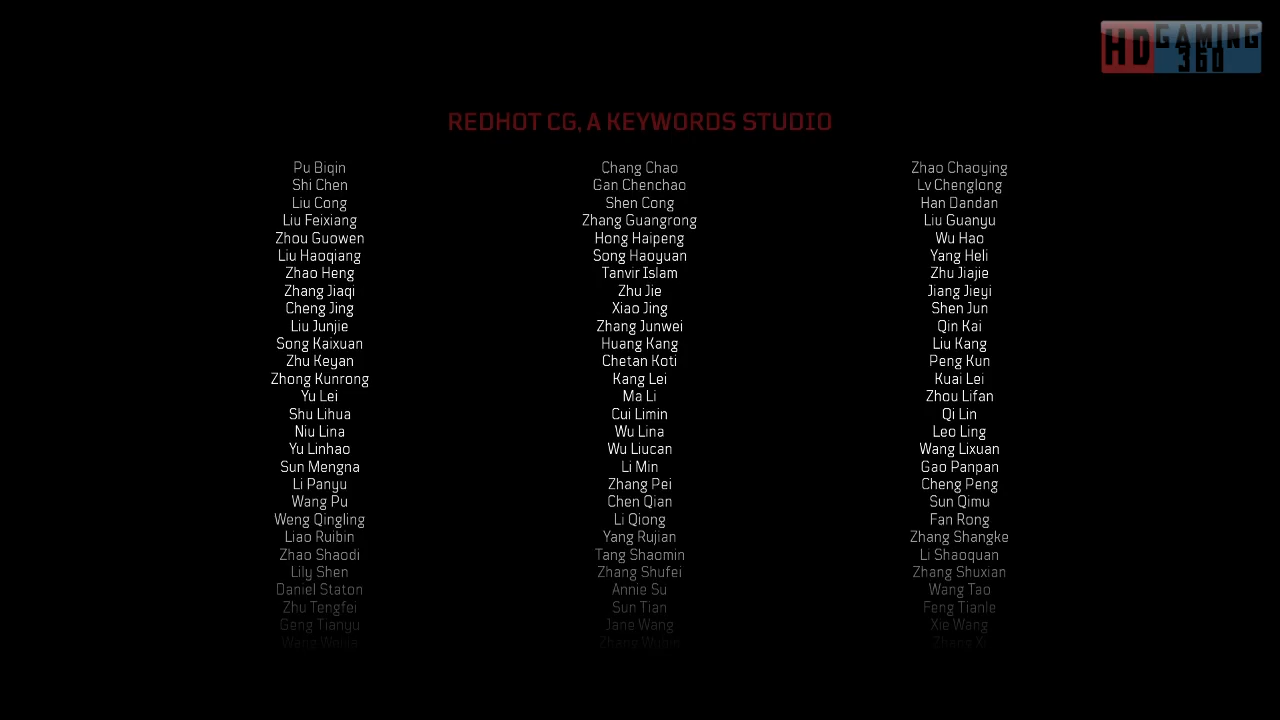 HD GAMING 360
REDHOT CG, A KEYWORDS STUDIO
Pu Biqin Chang Chao Zhao Chaoying
Shi Chen Gan Chenchao Lv Chenglong
Liu Cong Shen Cong Han Dandan
Liu Feixiang Zhang Guangrong Liu Guanyu
Zhou Guowen Hong Haipeng Wu Hao
Liu Haoqiang Song Haoyuan Yang Heli
Zhao Heng Tanvir Islam Zhu Jiajie
Zhang Jiaqi Zhu Jie Jiang Jieyi
Cheng Jing Xiao Jing Shen Jun
Liu Junjie Zhang Junwei Qin Kai
Song Kaixuan Huang Kang Liu Kang
Zhu Keyan Chetan Koti Peng Kun
Zhong Kunrong Kang Lei Kuai Lei
Yu Lei Ma Li Zhou Lifan
Shu Lihua Cui Limin Qi Lin
Niu Lina Wu Lina Leo Ling
Yu Linhao Wu Liucan Wang Lixuan
Sun Mengna Li Min Gao Panpan
Li Panyu Zhang Pei Cheng Peng
Wang Pu Chen Qian Sun Qimu
Weng Qingling Li Qiong Fan Rong
Liao Ruibin Yang Rujian Zhang Shangke
Zhao Shaodi Tang Shaomin Li Shaoquan
Lily Shen Zhang Shufei Zhang Shuxian
Daniel Staton Annie Su Wang Tao
Zhu Tengfei Sun Tian Feng Tianle
Geng Tianyu Jane Wang Xie Wang
Wang Zhang